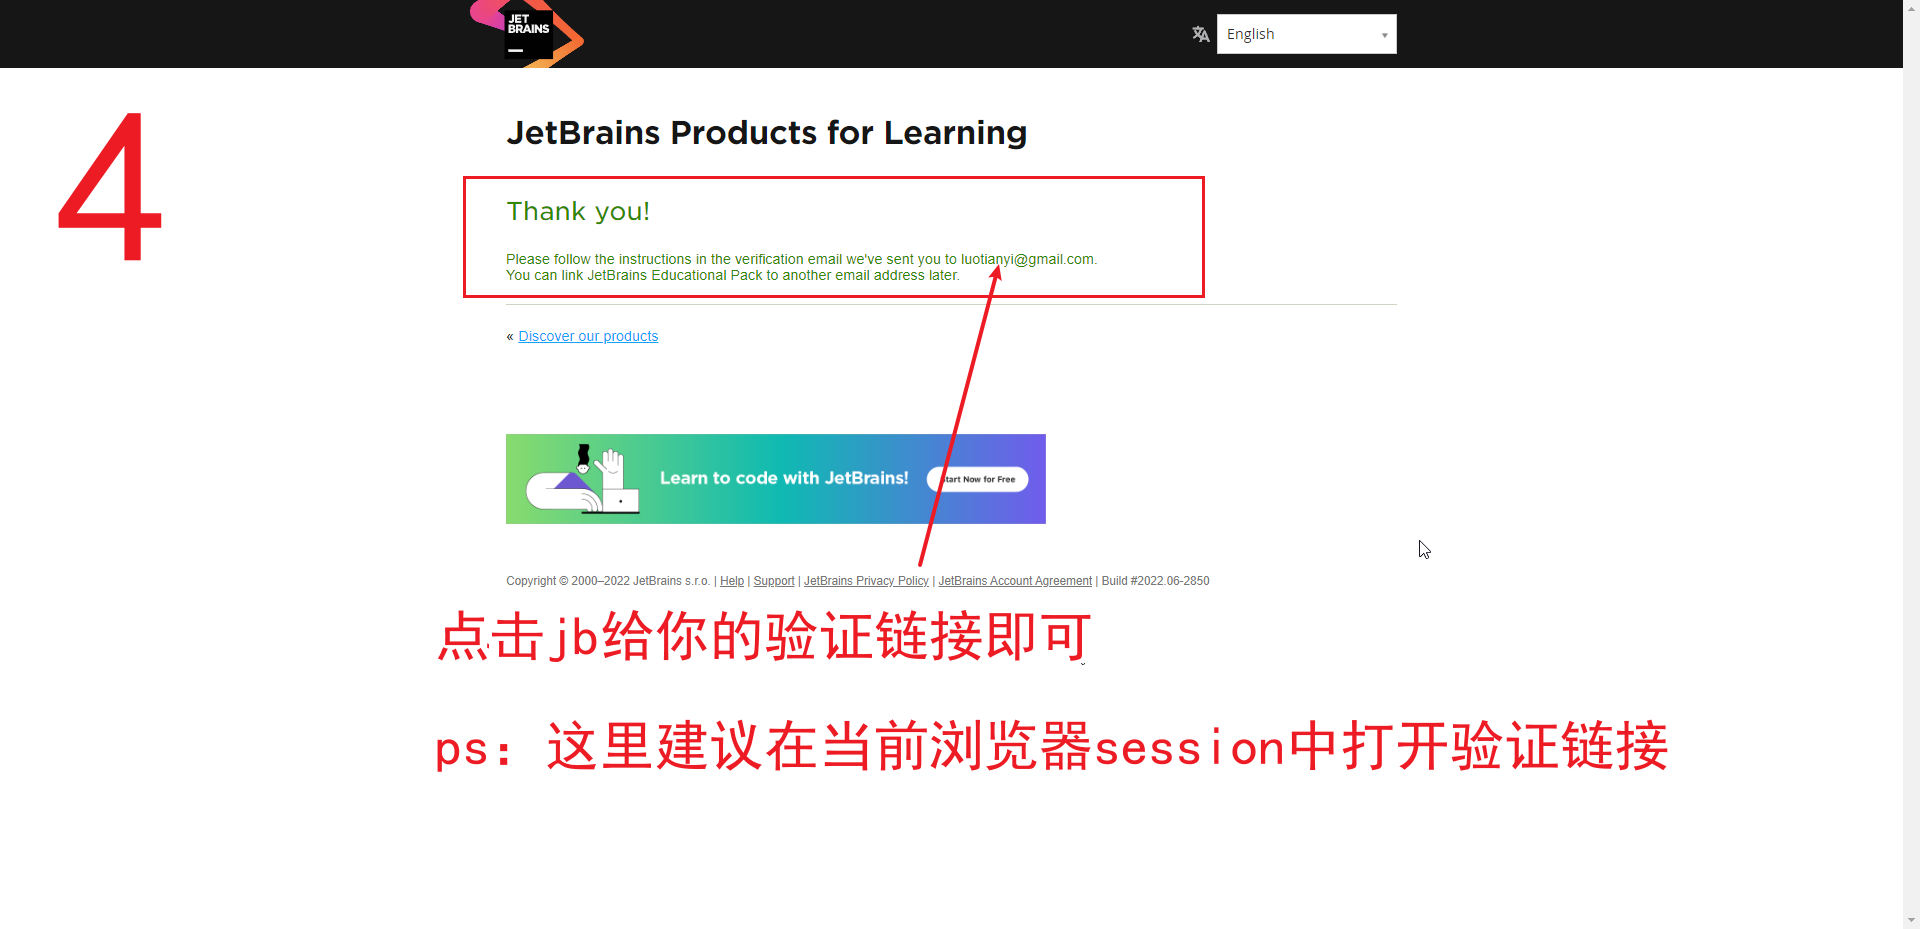 JET
BRAINS
English
4
JetBrains Products for Learning
Thank you!
Please follow the instructions in the verification email we've sent you to luotianyi@gmail.com.
You can link JetBrains Educational Pack to another email address later.
« Discover our products
Learn to code with JetBrains!
Start Now for Free
Copyright © 2000–2022 JetBrains s.r.o. | Help | Support | JetBrains Privacy Policy | JetBrains Account Agreement | Build #2022.06-2850
点击jb给你的验证链接即可
ps：这里建议在当前浏览器session中打开验证链接